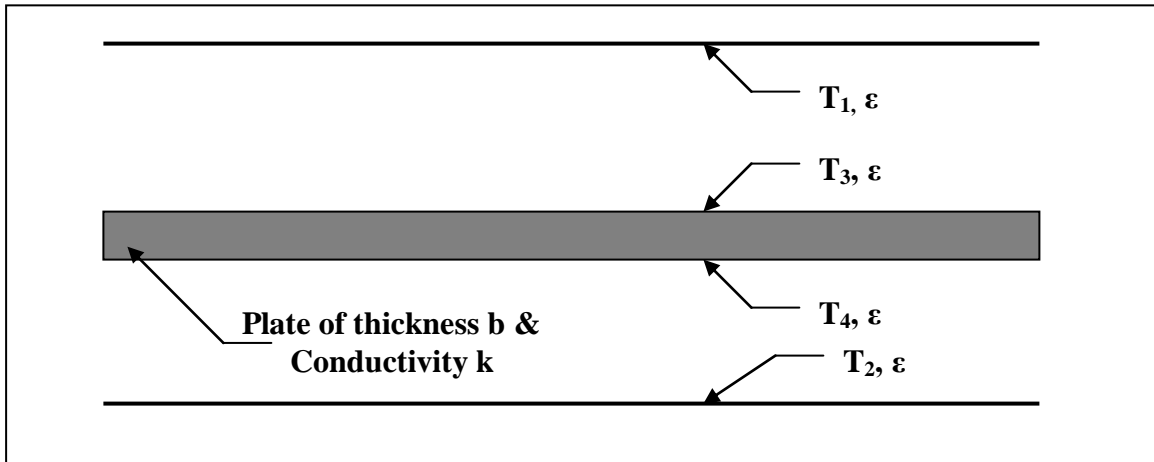 T₁, ε
T₃, ε
T₄, ε
Plate of thickness b &
Conductivity k
T₂, ε